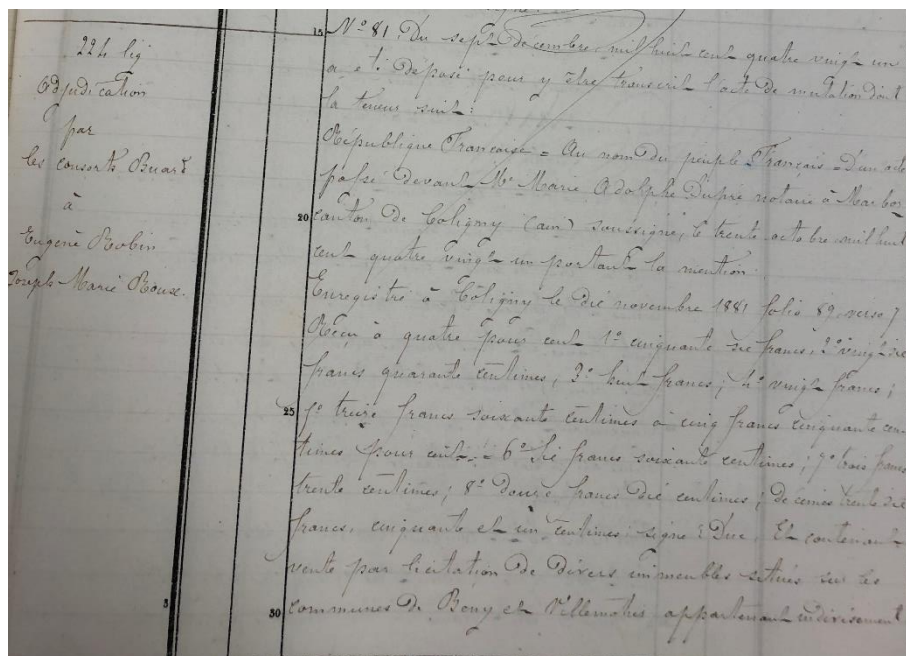 224 lig
Adjudication
par
les consorts Buard
à
Eugène Robin
Joseph Marie Rouse.
5
15 N° 81. Du sept décembre mil huit cent quatre vingt un
a été déposé pour y être transcrit l'acte de mutation dont
la teneur suit :
République Française = Au nom du peuple Français = D'un acte
passé devant Me Marie Adolphe Dupré notaire à Marboz
20 canton de Coligny (ain) soussigné, le trente octobre mil huit
cent quatre vingt un portant la mention.
Enregistré à Coligny le dix novembre 1881 folio 89 verso 7
Reçu à quatre pour cent 1° cinquante six francs, 2° vingt six
francs quarante centimes ; 3° huit francs ; 4° vingt francs ;
25 5° treize francs soixante centimes à cinq francs cinquante cen-
times pour cent = 6° six francs soixante centimes ; 7° trois francs
trente centimes ; 8° douze francs dix centimes ; decimes trente six
francs, cinquante et un centimes signé : Duc. Et contenant
vente par licitation de divers immeubles situés sur les
30 communes de Beny et Villemotier appartenant indivisement